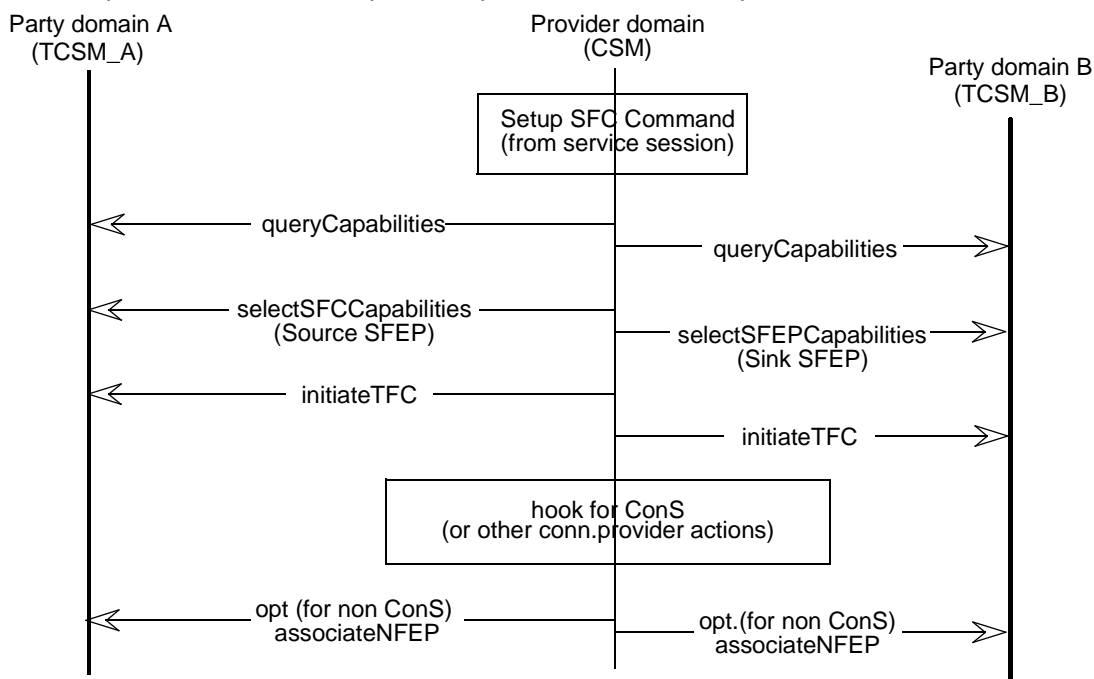 Party domain A
(TCSM_A)
Provider domain
(CSM)
Party domain B
(TCSM_B)
Setup SFC Command
(from service session)
queryCapabilities
queryCapabilities
selectSFCCapabilities
(Source SFEP)
selectSFEPCapabilities
(Sink SFEP)
initiateTFC
initiateTFC
hook for ConS
(or other conn.provider actions)
opt (for non ConS)
associateNFEP
opt.(for non ConS)
associateNFEP